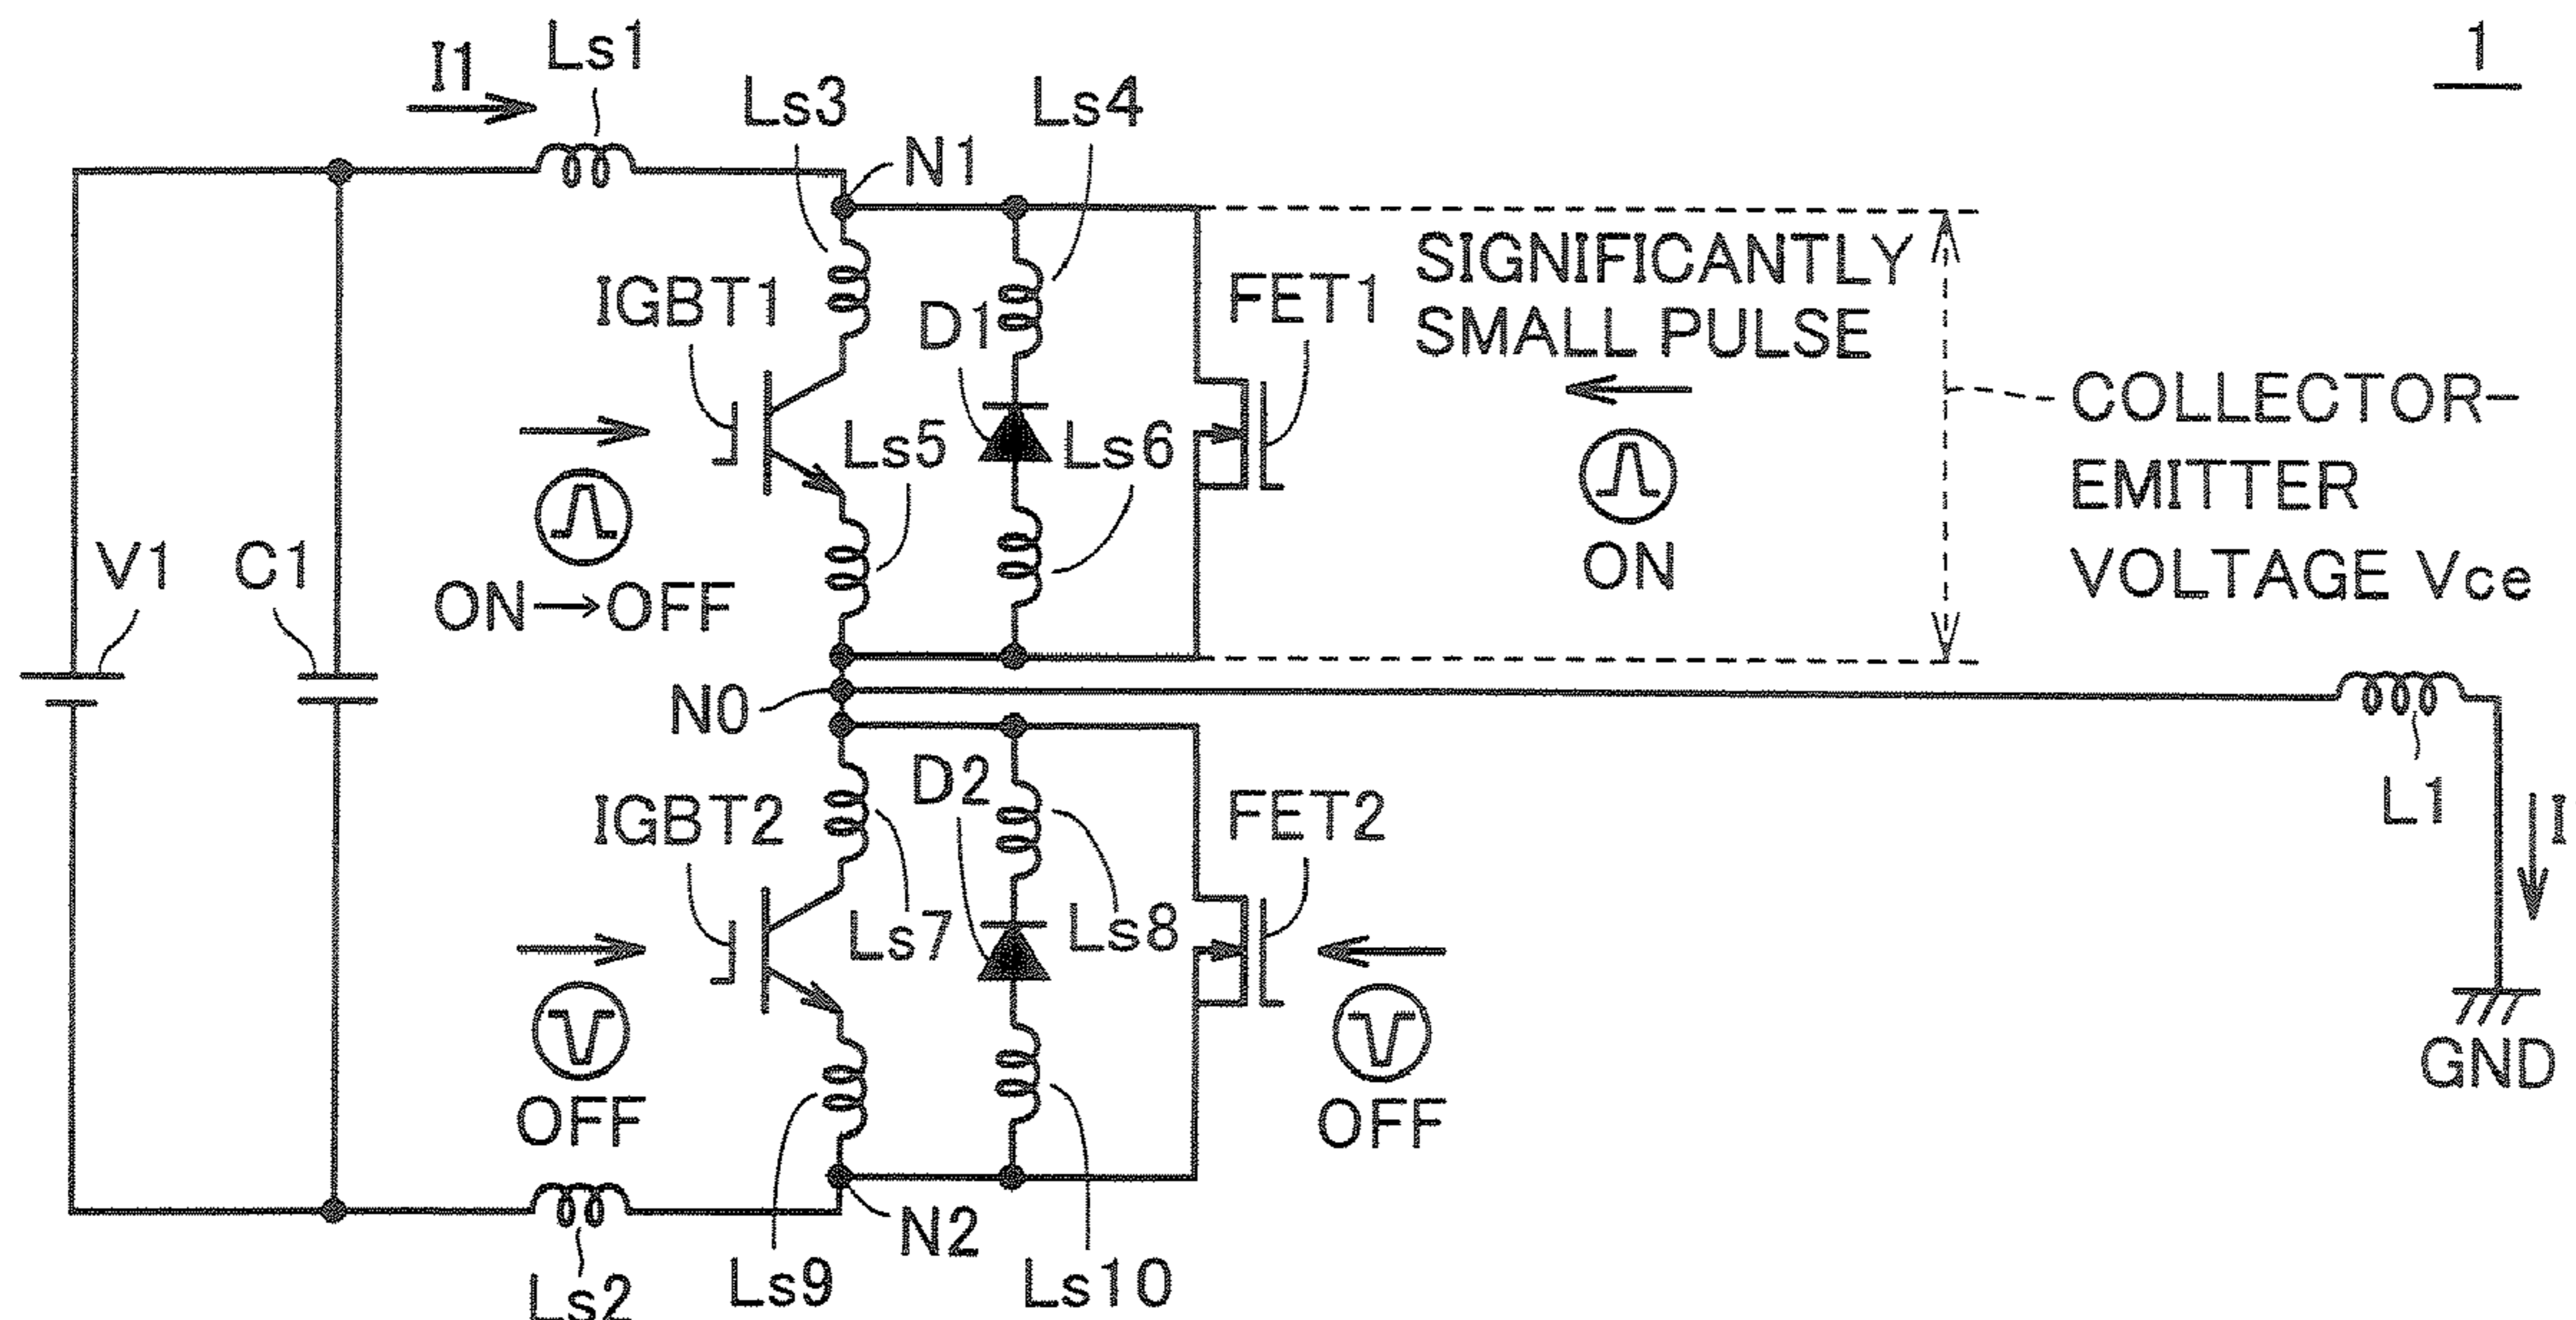 1
I1
Ls1
Ls3
Ls4
N1
SIGNIFICANTLY
SMALL PULSE
IGBT1
D1
FET1
COLLECTOR-
EMITTER
VOLTAGE Vce
Ls5
Ls6
V1
C1
ON→OFF
ON
N0
D2
L1
I
IGBT2
FET2
Ls7
Ls8
OFF
OFF
GND
N2
Ls9
Ls10
Ls2